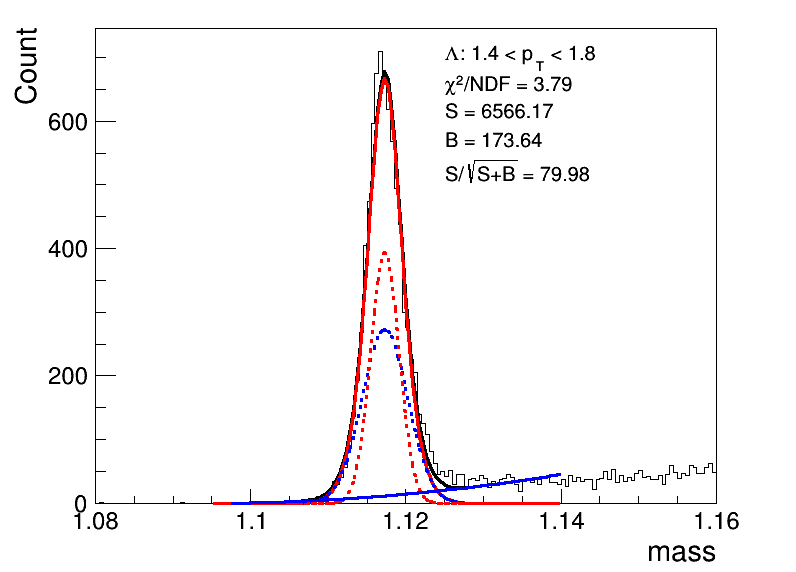 Count
Λ: 1.4 < pT < 1.8
χ²/NDF = 3.79
S = 6566.17
B = 173.64
S/√S+B = 79.98
600
400
200
0
1.08 1.1 1.12 1.14 1.16
mass